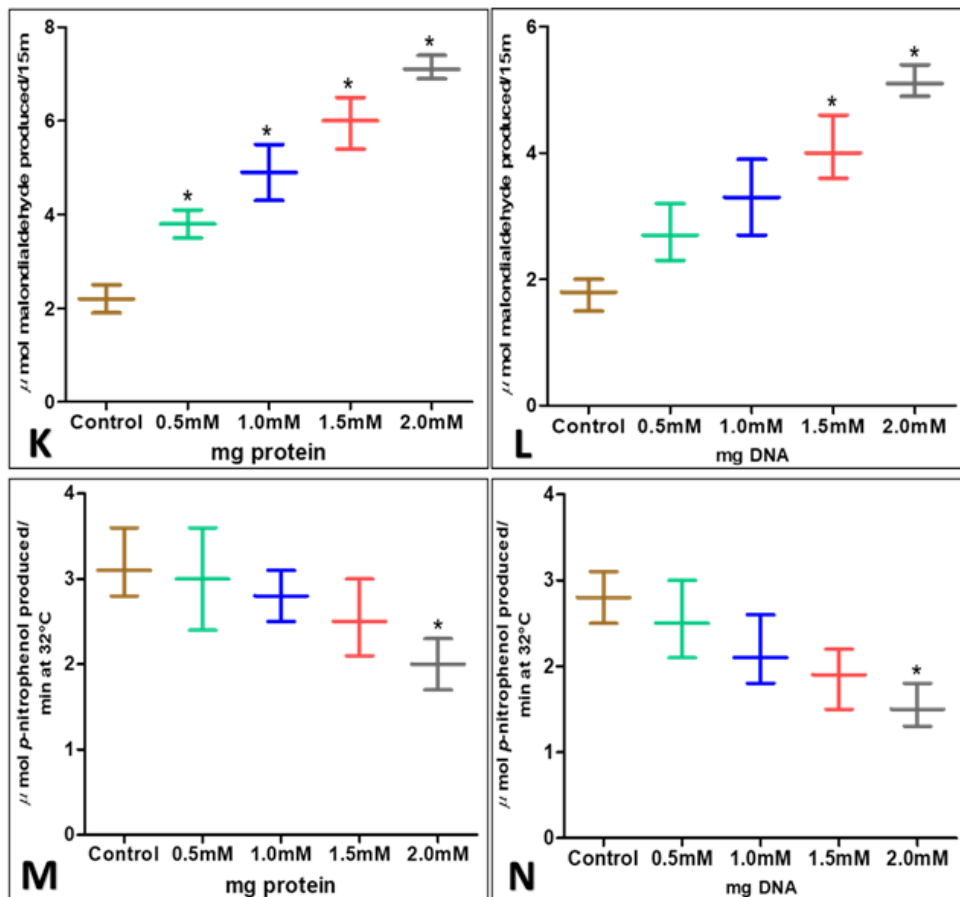 μ mol malondialdehyde produced/15m
8
6
4
2
0
*
*
*
*
Control 0.5mM 1.0mM 1.5mM 2.0mM
mg protein
K
μ mol malonaldehyde produced/15m
6
4
2
0
*
*
Control 0.5mM 1.0mM 1.5mM 2.0mM
mg DNA
L
μ mol p-nitrophenol produced/
min at 32°C
4
3
2
1
0
*
Control 0.5mM 1.0mM 1.5mM 2.0mM
mg protein
M
μ mol p-nitrophenol produced/
min at 32°C
4
3
2
1
0
*
Control 0.5mM 1.0mM 1.5mM 2.0mM
mg DNA
N